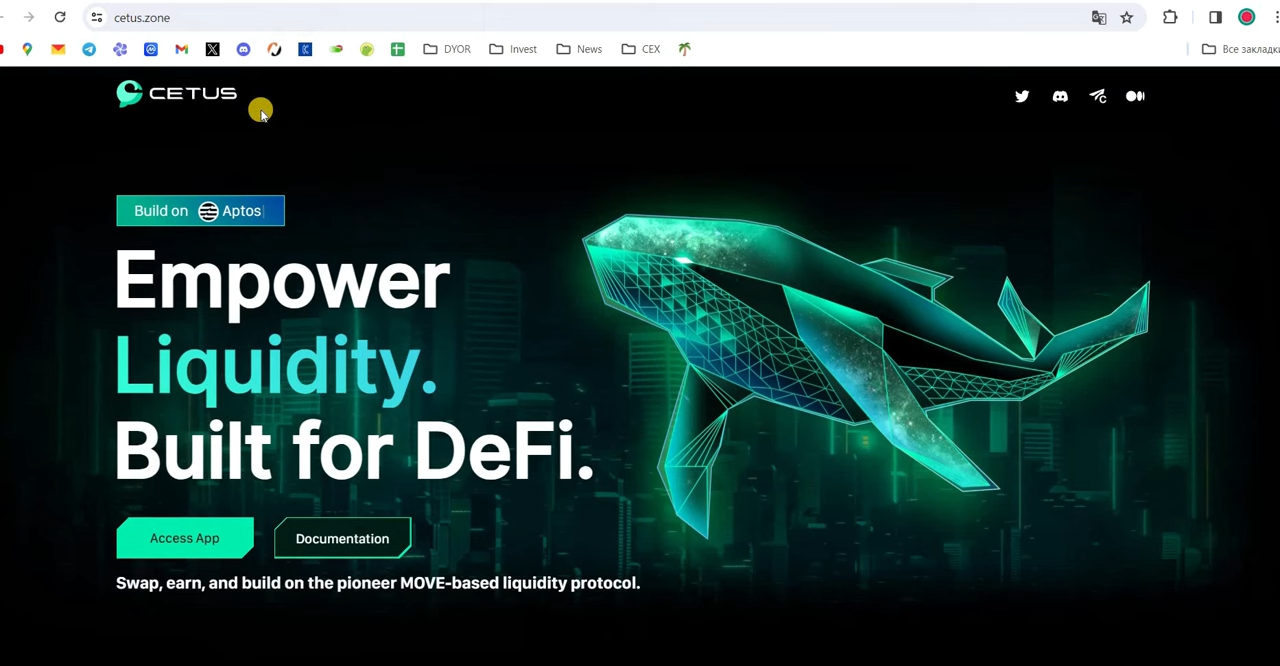 cetus.zone
DYOR
Invest
News
CEX
Все закладки
CETUS
Build on Aptos
Empower
Liquidity.
Built for DeFi.
Access App
Documentation
Swap, earn, and build on the pioneer MOVE-based liquidity protocol.